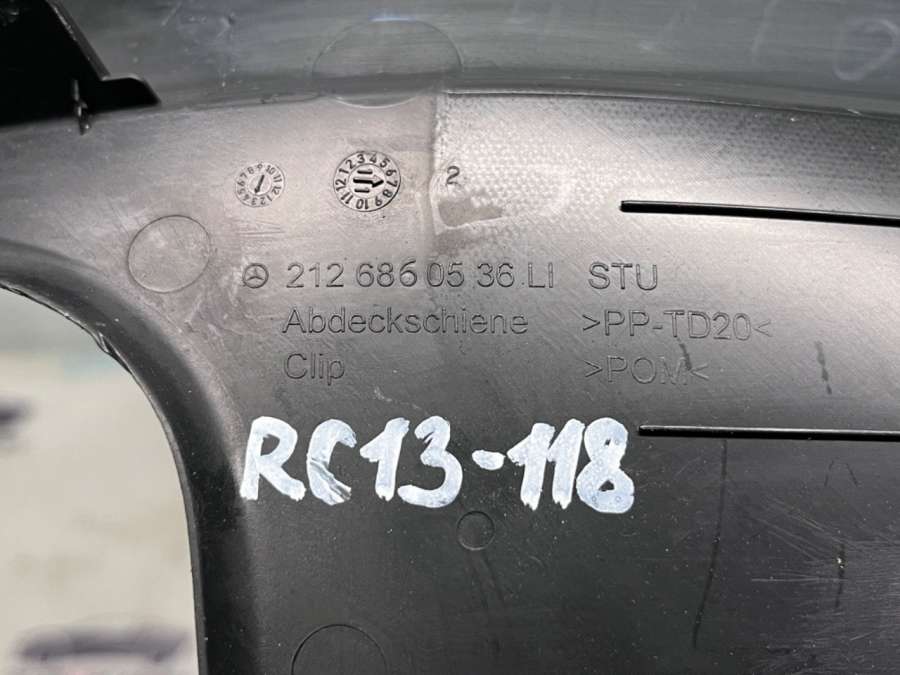 2
212 686 05 36 LI STU
Abdeckschiene >PP-TD20<
Clip >POM<
RC13-118